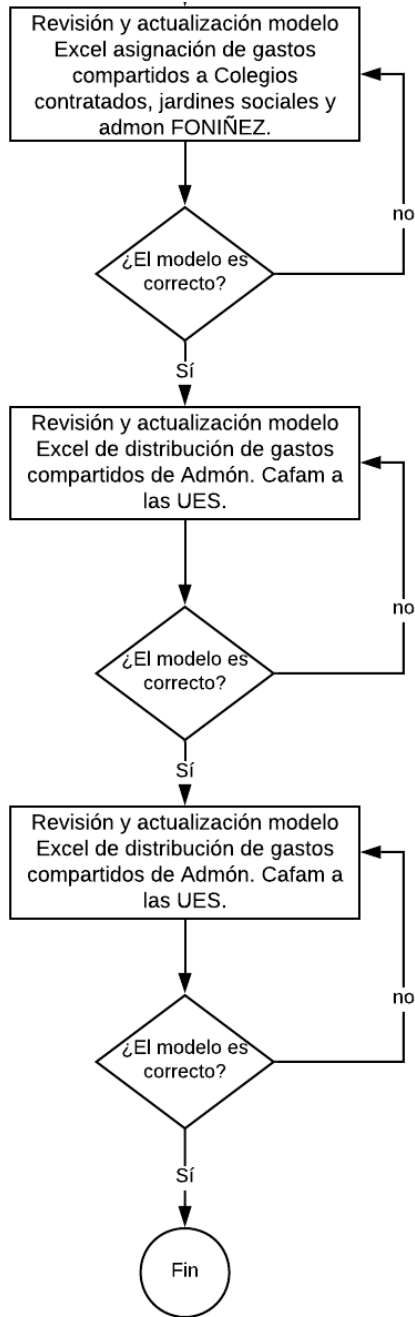 Revisión y actualización modelo
Excel asignación de gastos
compartidos a Colegios
contratados, jardines sociales y
admon FONIÑEZ.
no
¿El modelo es
correcto?
Sí
Revisión y actualización modelo
Excel de distribución de gastos
compartidos de Admón. Cafam a
las UES.
no
¿El modelo es
correcto?
Sí
Revisión y actualización modelo
Excel de distribución de gastos
compartidos de Admón. Cafam a
las UES.
no
¿El modelo es
correcto?
Sí
Fin